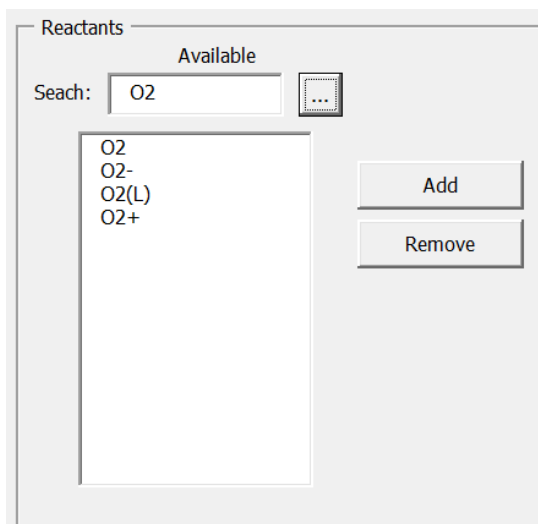 Reactants
Available
Seach: O2 ...
O2
O2-
O2(L)
O2+
Add
Remove